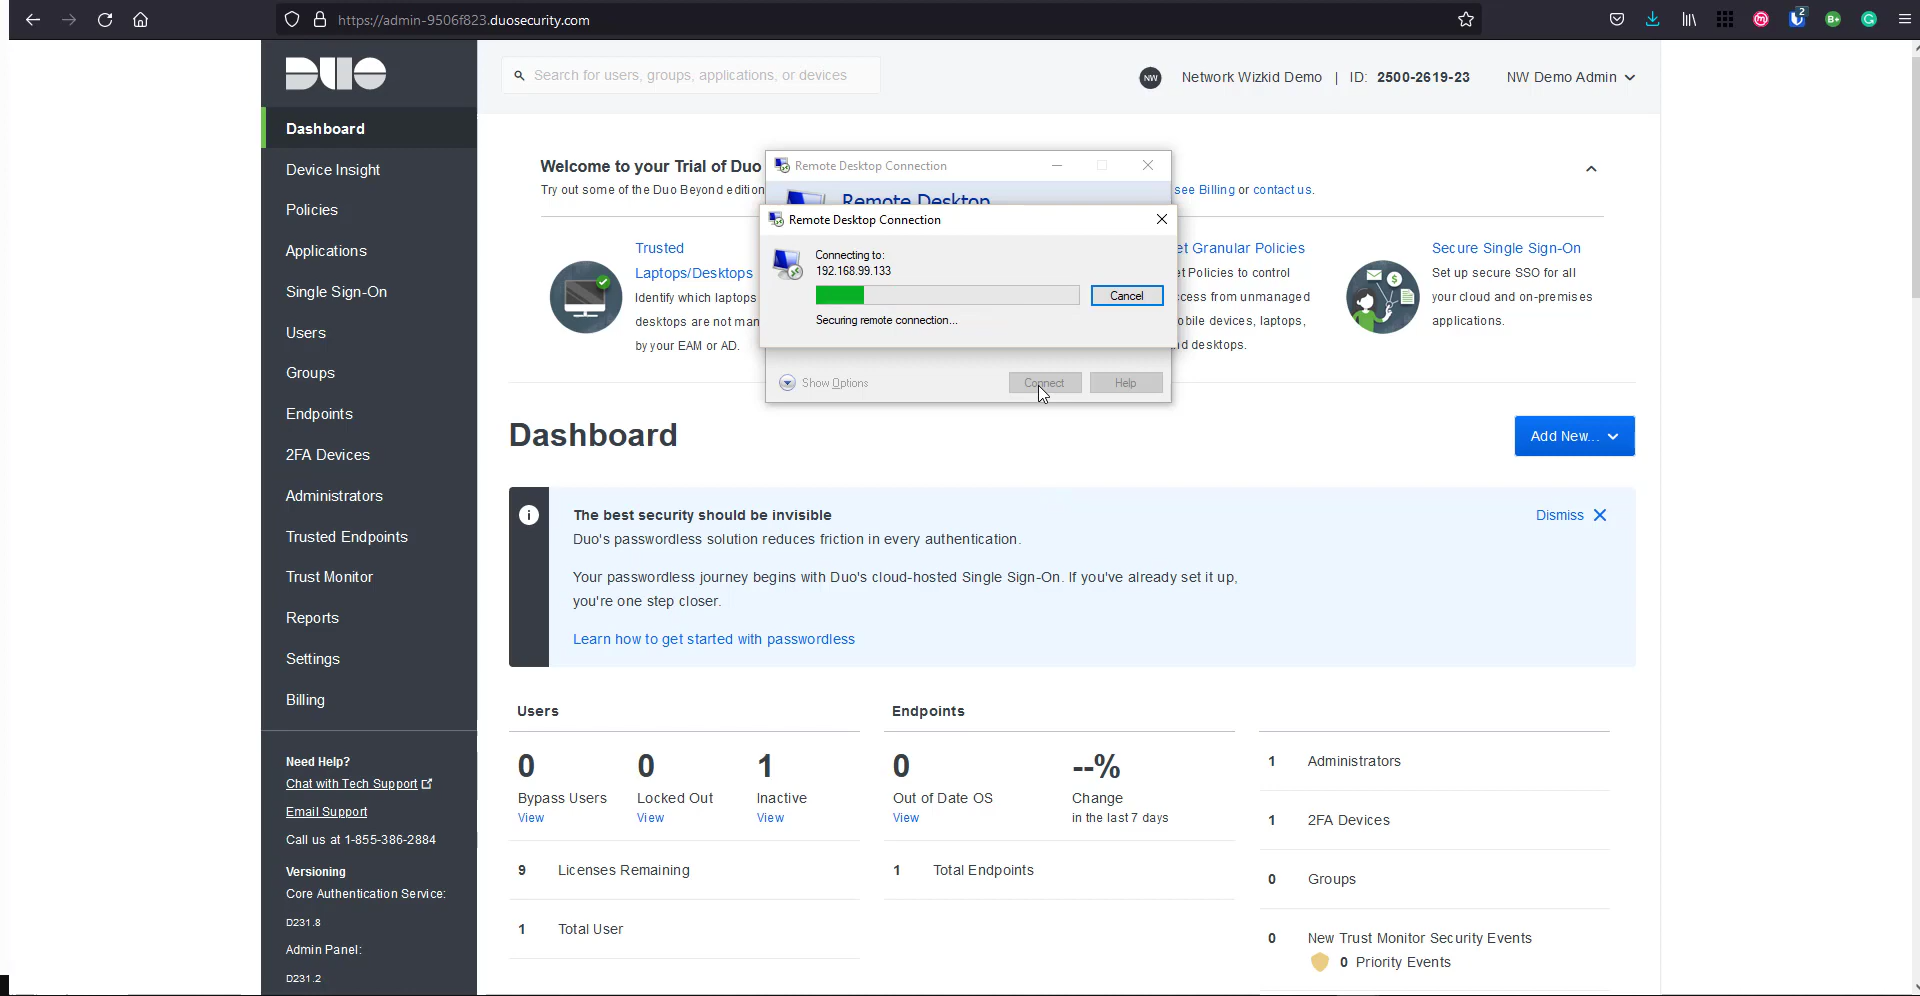 https://admin-9506f823.duosecurity.com
2
DUO
Search for users, groups, applications, or devices
NW
Network Wizkid Demo | ID: 2500-2619-23
NW Demo Admin
Dashboard
Device Insight
Policies
Applications
Single Sign-On
Users
Groups
Endpoints
2FA Devices
Administrators
Trusted Endpoints
Trust Monitor
Reports
Settings
Billing
Need Help?
Chat with Tech Support
Email Support
Call us at 1-855-386-2884
Versioning
Core Authentication Service:
D231.8
Admin Panel:
D231.2
Welcome to your Trial of Duo
Try out some of the Duo Beyond edition
see Billing or contact us.
Trusted
Laptops/Desktops
Identify which laptops
desktops are not man
by your EAM or AD.
et Granular Policies
et Policies to control
ccess from unmanaged
obile devices, laptops,
d desktops.
Secure Single Sign-On
Set up secure SSO for all
your cloud and on-premises
applications.
Remote Desktop Connection
Remote Desktop
Remote Desktop Connection
Connecting to:
192.168.99.133
Cancel
Securing remote connection...
Show Options
Connect
Help
Dashboard
Add New...
The best security should be invisible
Dismiss
Duo's passwordless solution reduces friction in every authentication.
Your passwordless journey begins with Duo's cloud-hosted Single Sign-On. If you've already set it up,
you're one step closer.
Learn how to get started with passwordless
Users
0
Bypass Users
View
0
Locked Out
View
1
Inactive
View
9 Licenses Remaining
1 Total User
Endpoints
0
Out of Date OS
View
--%
Change
in the last 7 days
1 Total Endpoints
1 Administrators
1 2FA Devices
0 Groups
0 New Trust Monitor Security Events
0 Priority Events